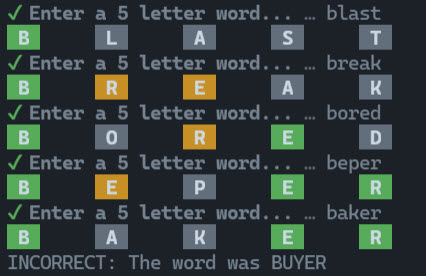 ✓ Enter a 5 letter word... … blast
B L A S T
✓ Enter a 5 letter word... … break
B R E A K
✓ Enter a 5 letter word... … bored
B O R E D
✓ Enter a 5 letter word... … beper
B E P E R
✓ Enter a 5 letter word... … baker
B A K E R
INCORRECT: The word was BUYER